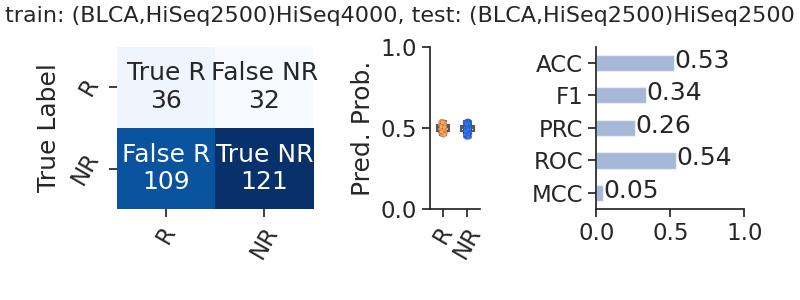 train: (BLCA,HiSeq2500)HiSeq4000, test: (BLCA,HiSeq2500)HiSeq2500
True Label
R
NR
True R
36
False NR
32
False R
109
True NR
121
R
NR
Pred. Prob.
1.0
0.5
0.0
R
NR
ACC
0.53
F1
0.34
PRC
0.26
ROC
0.54
MCC
0.05
0.0
0.5
1.0